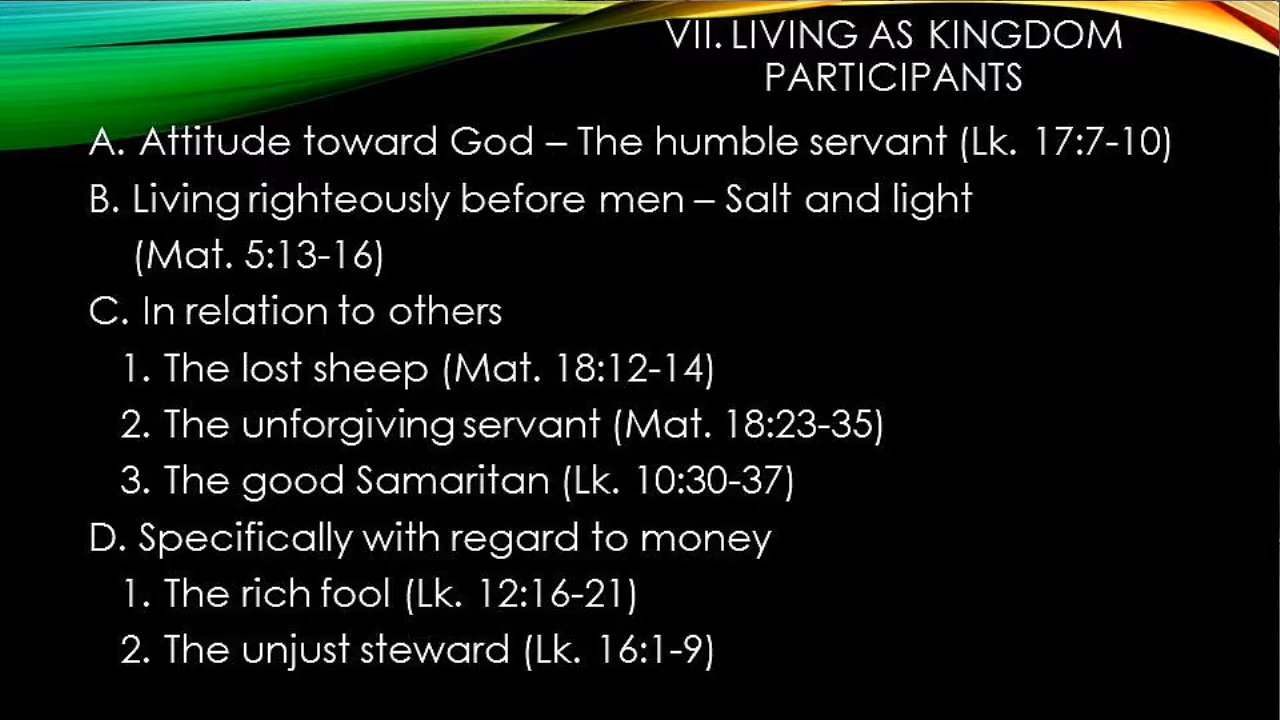 VII. LIVING AS KINGDOM
PARTICIPANTS
A. Attitude toward God – The humble servant (Lk. 17:7-10)
B. Living righteously before men – Salt and light
(Mat. 5:13-16)
C. In relation to others
1. The lost sheep (Mat. 18:12-14)
2. The unforgiving servant (Mat. 18:23-35)
3. The good Samaritan (Lk. 10:30-37)
D. Specifically with regard to money
1. The rich fool (Lk. 12:16-21)
2. The unjust steward (Lk. 16:1-9)